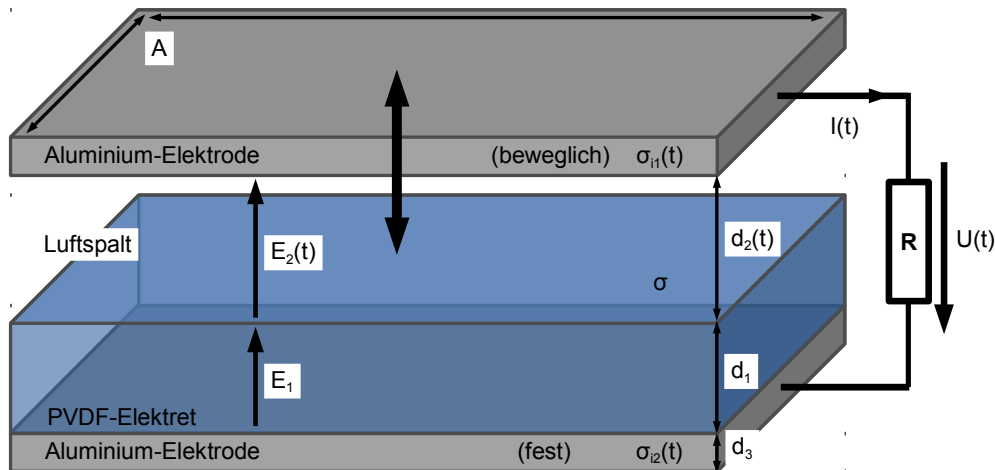 A
I(t)
Aluminium-Elektrode (beweglich) σi1(t)
Luftspalt
E2(t)
d2(t)
R
U(t)
σ
E1
d1
PVDF-Elektret
Aluminium-Elektrode (fest) σi2(t)
d3